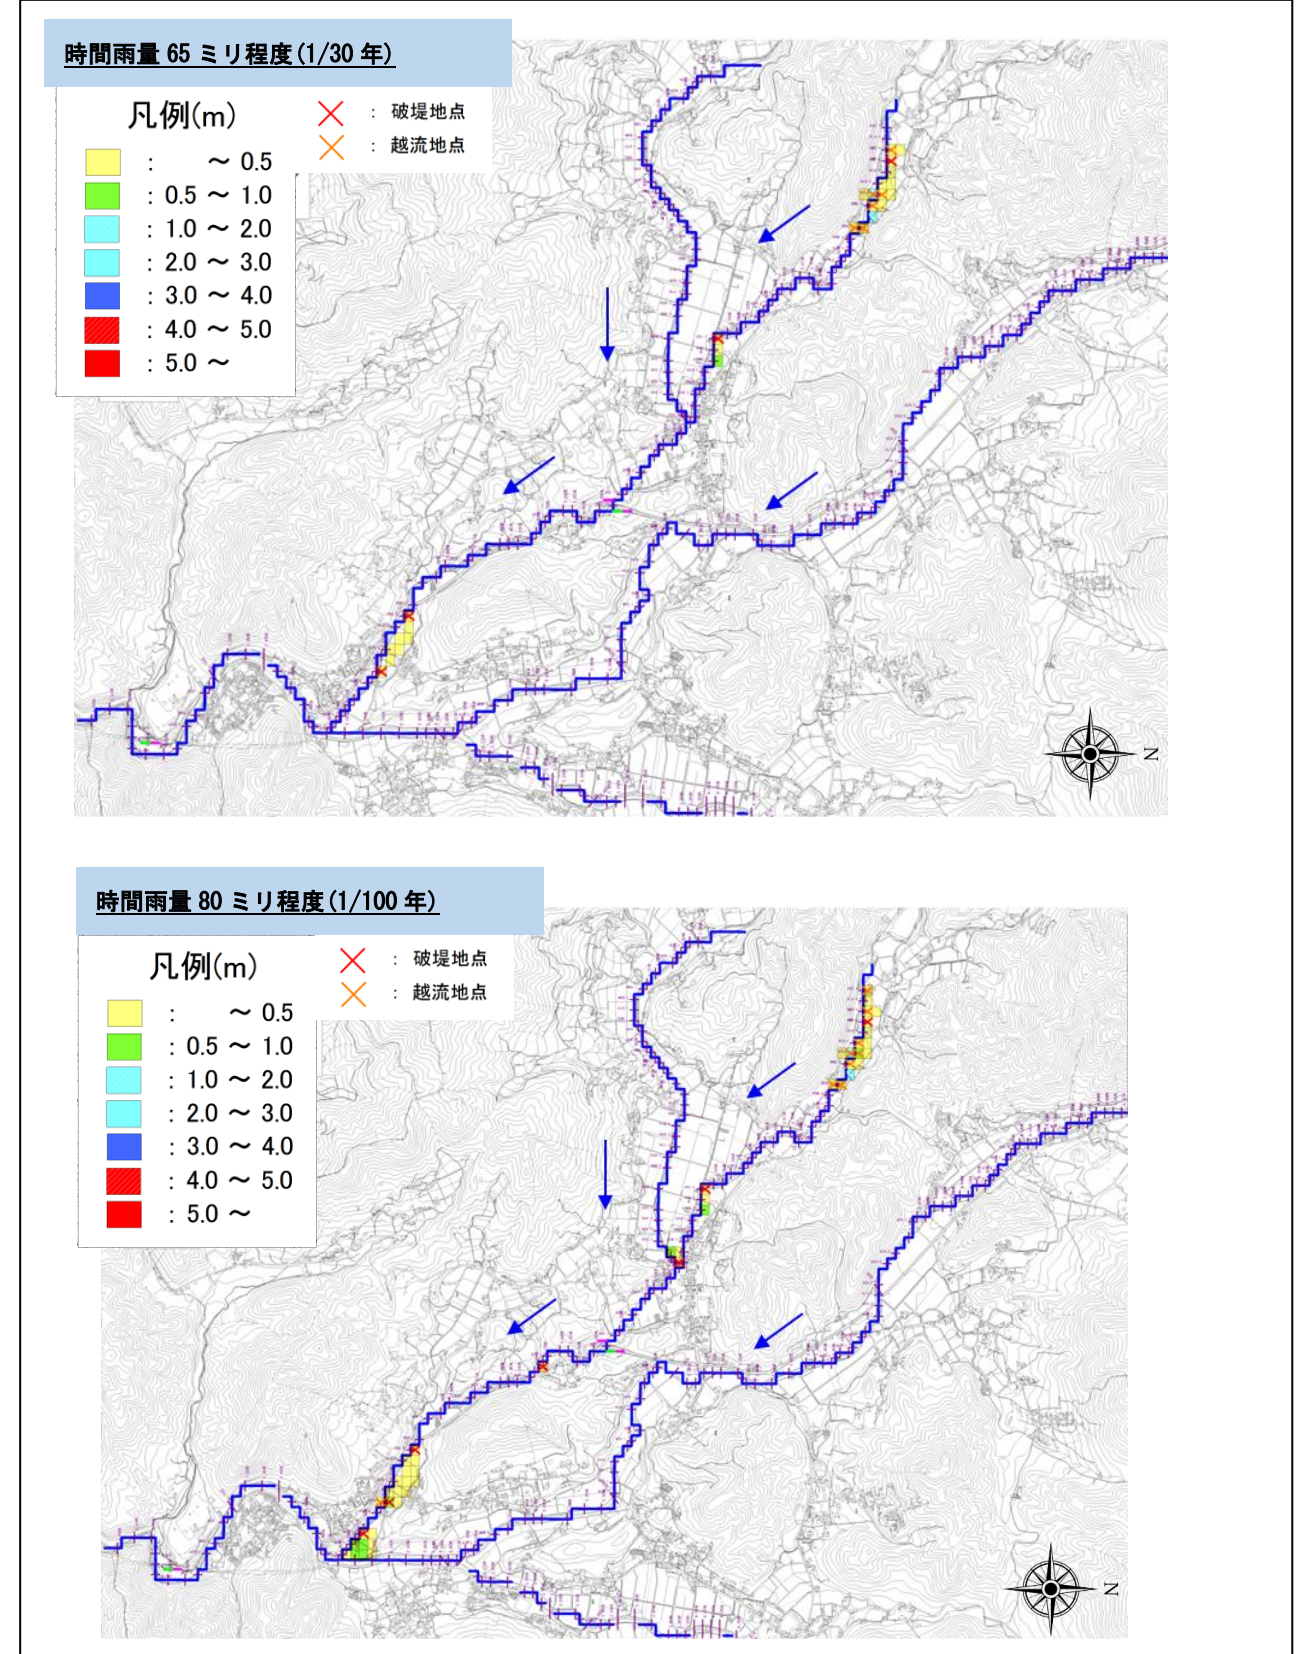 時間雨量 65 ミリ程度(1/30 年)
凡例(m)
: ～ 0.5
: 0.5 ～ 1.0
: 1.0 ～ 2.0
: 2.0 ～ 3.0
: 3.0 ～ 4.0
: 4.0 ～ 5.0
: 5.0 ～
: 破堤地点
: 越流地点
N
時間雨量 80 ミリ程度(1/100 年)
凡例(m)
: ～ 0.5
: 0.5 ～ 1.0
: 1.0 ～ 2.0
: 2.0 ～ 3.0
: 3.0 ～ 4.0
: 4.0 ～ 5.0
: 5.0 ～
: 破堤地点
: 越流地点
N